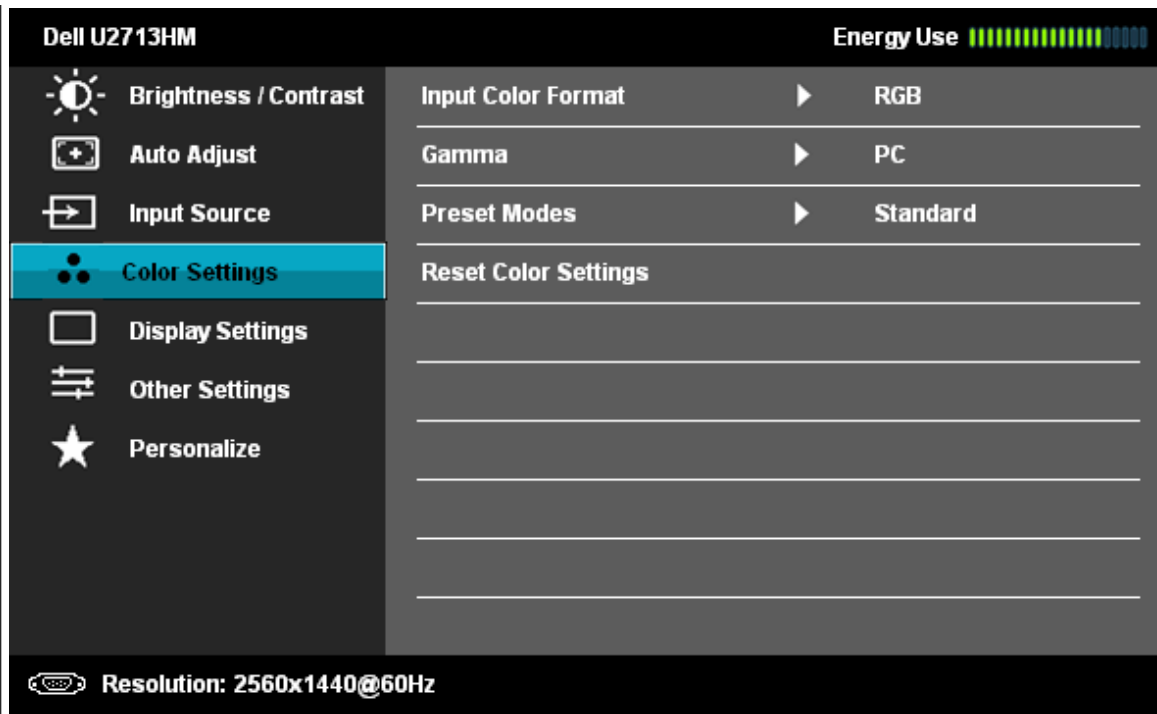 Dell U2713HM Energy Use
Brightness / Contrast Input Color Format RGB
Auto Adjust Gamma PC
Input Source Preset Modes Standard
Color Settings Reset Color Settings
Display Settings
Other Settings
Personalize
Resolution: 2560x1440@60Hz